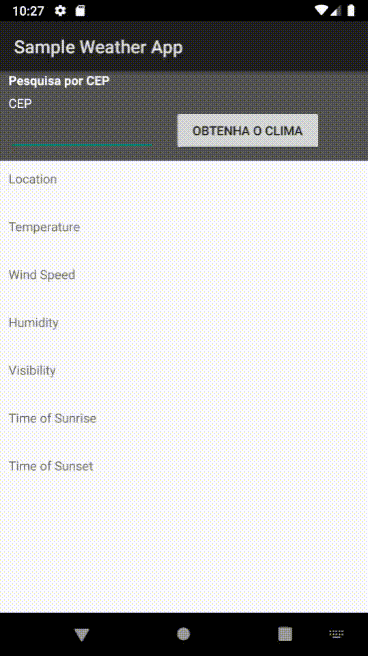 10:27
Sample Weather App
Pesquisa por CEP
CEP
OBTENHA O CLIMA
Location
Temperature
Wind Speed
Humidity
Visibility
Time of Sunrise
Time of Sunset